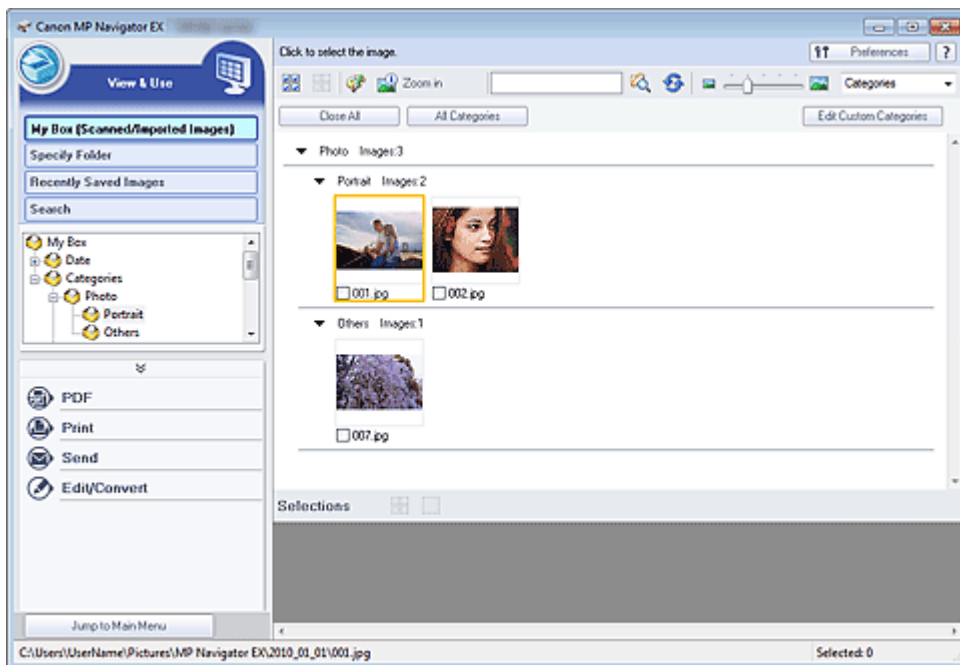 Canon MP Navigator EX
View & Use
My Box (Scanned/Imported Images)
Specify Folder
Recently Saved Images
Search
My Box
Date
Categories
Photo
Portrait
Others
PDF
Print
Send
Edit/Convert
Jump to Main Menu
Click to select the image.
Preferences
?
Zoom in
Categories
Close All
All Categories
Edit Custom Categories
Photo Images:3
Portrait Images:2
001.jpg
002.jpg
Others Images:1
007.jpg
Selections
C:\Users\UserName\Pictures\MP Navigator EX\2010_01_01\001.jpg
Selected: 0